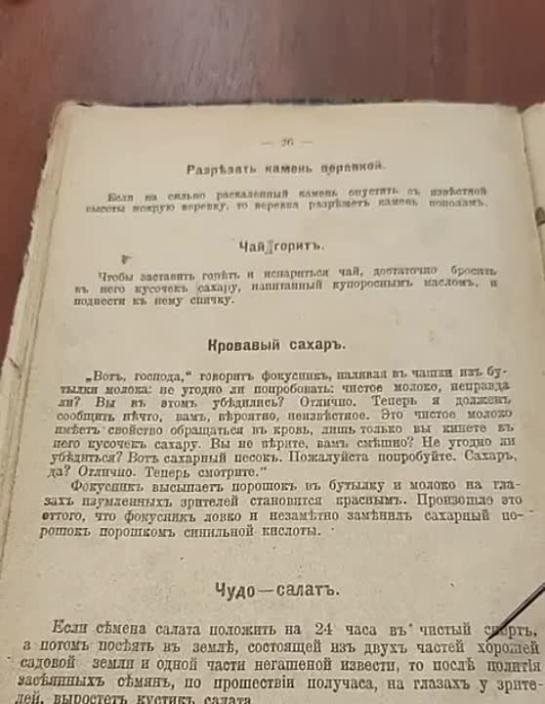 — 26 —
Разрѣзать камень веревкой.
Если на сильно раскаленный камень опустить съ извѣстной
высоты мокрую веревку, то веревка разрѣжетъ камень пополамъ.
Чай горитъ.
Чтобы заставить горѣть и испариться чай, достаточно бросить
въ него кусочекъ сахару, напитанный купороснымъ масломъ, и
поднести къ нему спичку.
Кровавый сахаръ.
„Вотъ, господа,“ говоритъ фокусникъ, наливая въ чашки изъ бу-
тылки молока: не угодно ли попробовать: чистое молоко, неправда
ли? Вы въ этомъ убѣдились? Отлично. Теперь я долженъ
сообщить нѣчто, вамъ, вѣроятно, неизвѣстное. Это чистое молоко
имѣетъ свойство обращаться въ кровь, лишь только вы кинете въ
него кусочекъ сахару. Вы не вѣрите, вамъ смѣшно? Не угодно ли
убѣдиться? Вотъ сахарный песокъ. Пожалуйста попробуйте. Сахаръ,
да? Отлично. Теперь смотрите.“
Фокусникъ высыпаетъ порошокъ въ бутылку и молоко на гла-
захъ изумленныхъ зрителей становится краснымъ. Произошло это
оттого, что фокусникъ ловко и незамѣтно замѣнилъ сахарный по-
рошокъ порошкомъ синильной кислоты.
Чудо—салатъ.
Если сѣмена салата положить на 24 часа въ чистый спиртъ,
а потомъ посѣять въ землѣ, состоящей изъ двухъ частей хорошей
садовой земли и одной части негашеной извести, то послѣ политія
засѣянныхъ сѣмянъ, по прошествіи получаса, на глазахъ у зрите-
лей, выростетъ кустикъ салата